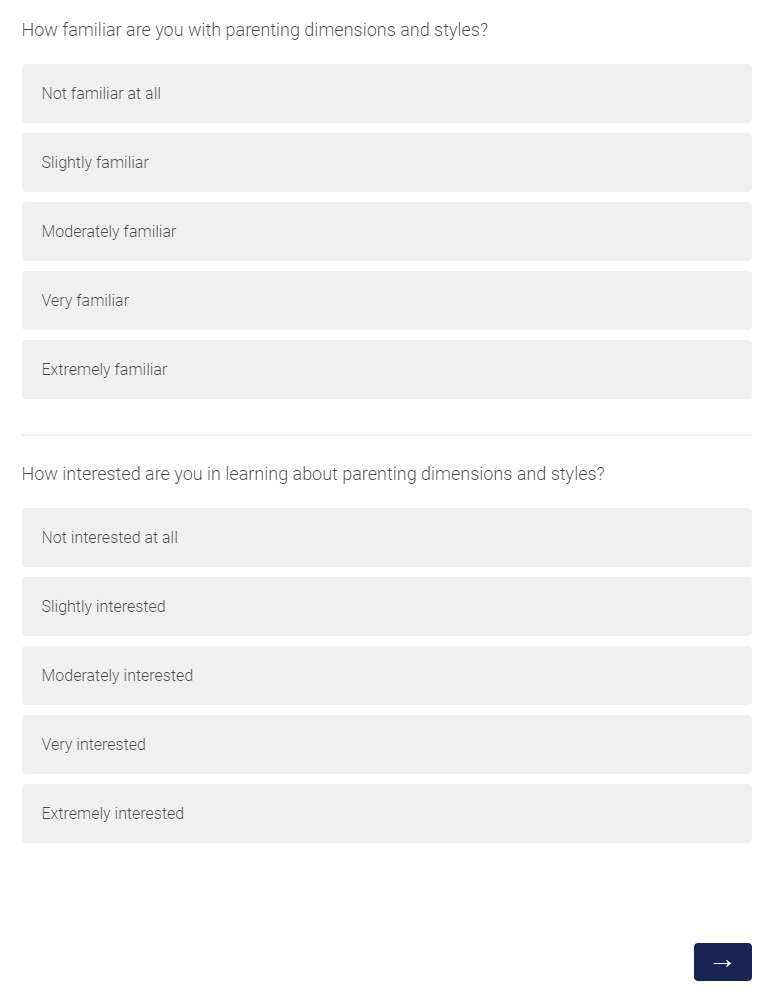 How familiar are you with parenting dimensions and styles?
Not familiar at all
Slightly familiar
Moderately familiar
Very familiar
Extremely familiar
How interested are you in learning about parenting dimensions and styles?
Not interested at all
Slightly interested
Moderately interested
Very interested
Extremely interested
→